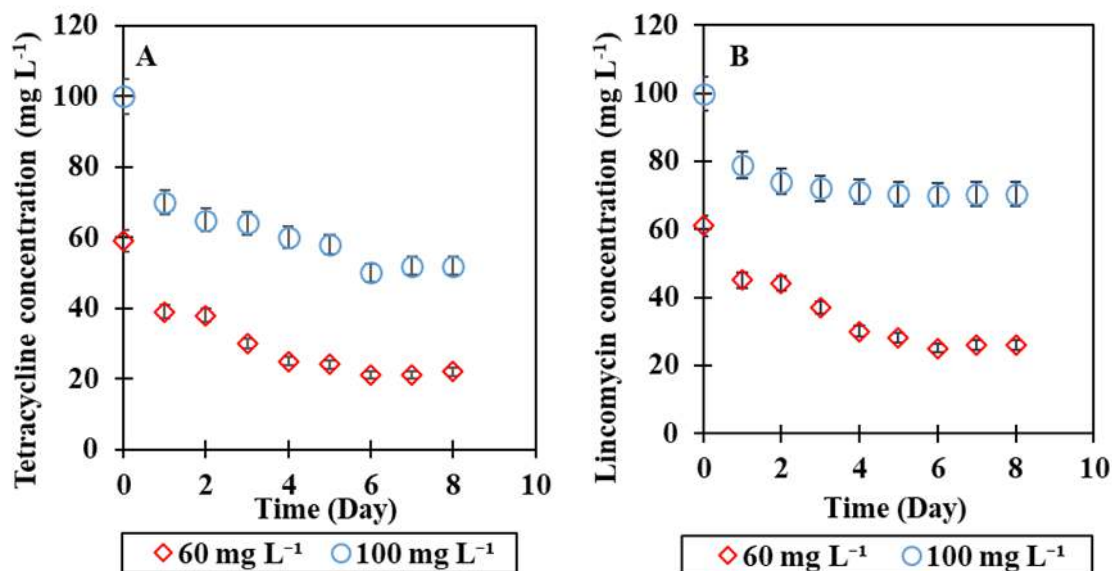 Tetracycline concentration (mg L⁻¹)
120
100
80
60
40
20
0
A
0 2 4 6 8 10
Time (Day)
60 mg L⁻¹ 100 mg L⁻¹
Lincomycin concentration (mg L⁻¹)
120
100
80
60
40
20
0
B
0 2 4 6 8 10
Time (Day)
60 mg L⁻¹ 100 mg L⁻¹